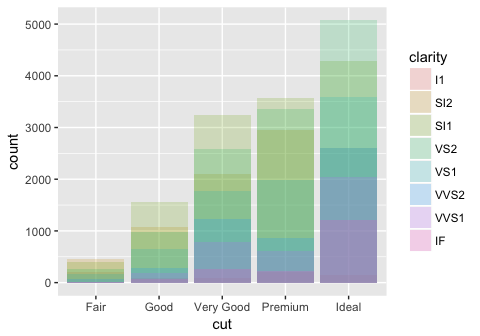 5000
4000
3000
2000
1000
0
count
Fair
Good
Very Good
Premium
Ideal
cut
clarity
I1
SI2
SI1
VS2
VS1
VVS2
VVS1
IF